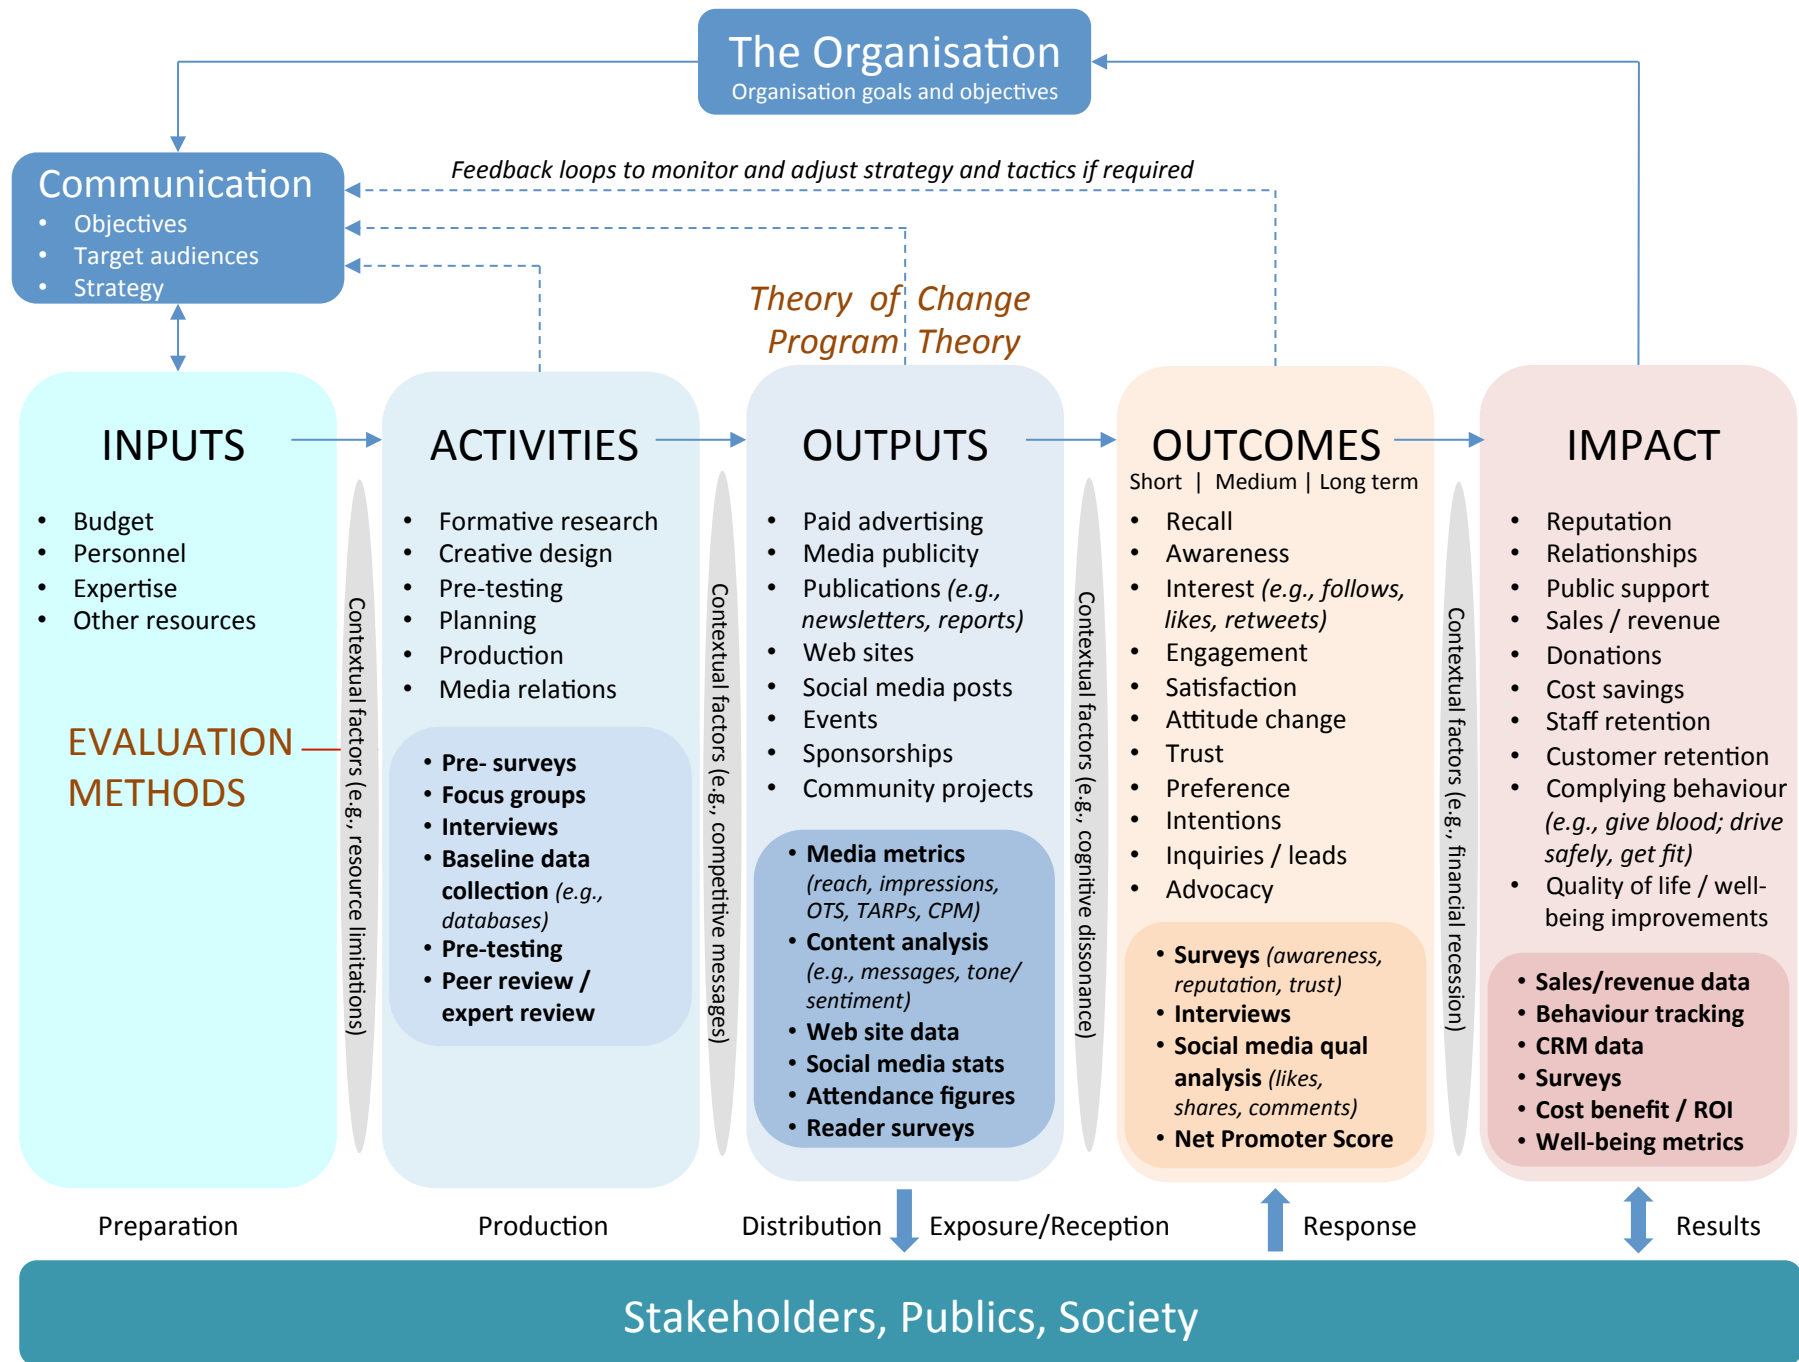 The Organisation
Organisation goals and objectives
Communication
• Objectives
• Target audiences
• Strategy
Feedback loops to monitor and adjust strategy and tactics if required
Theory of Change
Program Theory
INPUTS
• Budget
• Personnel
• Expertise
• Other resources
EVALUATION
METHODS
Contextual factors (e.g., resource limitations)
ACTIVITIES
• Formative research
• Creative design
• Pre-testing
• Planning
• Production
• Media relations
• Pre- surveys
• Focus groups
• Interviews
• Baseline data
collection (e.g.,
databases)
• Pre-testing
• Peer review /
expert review
Contextual factors (e.g., competitive messages)
OUTPUTS
• Paid advertising
• Media publicity
• Publications (e.g.,
newsletters, reports)
• Web sites
• Social media posts
• Events
• Sponsorships
• Community projects
• Media metrics
(reach, impressions,
OTS, TARPs, CPM)
• Content analysis
(e.g., messages, tone/
sentiment)
• Web site data
• Social media stats
• Attendance figures
• Reader surveys
Contextual factors (e.g., cognitive dissonance)
OUTCOMES
Short | Medium | Long term
• Recall
• Awareness
• Interest (e.g., follows,
likes, retweets)
• Engagement
• Satisfaction
• Attitude change
• Trust
• Preference
• Intentions
• Inquiries / leads
• Advocacy
• Surveys (awareness,
reputation, trust)
• Interviews
• Social media qual
analysis (likes,
shares, comments)
• Net Promoter Score
Contextual factors (e.g., financial recession)
IMPACT
• Reputation
• Relationships
• Public support
• Sales / revenue
• Donations
• Cost savings
• Staff retention
• Customer retention
• Complying behaviour
(e.g., give blood; drive
safely, get fit)
• Quality of life / well-
being improvements
• Sales/revenue data
• Behaviour tracking
• CRM data
• Surveys
• Cost benefit / ROI
• Well-being metrics
Preparation
Production
Distribution
Exposure/Reception
Response
Results
Stakeholders, Publics, Society